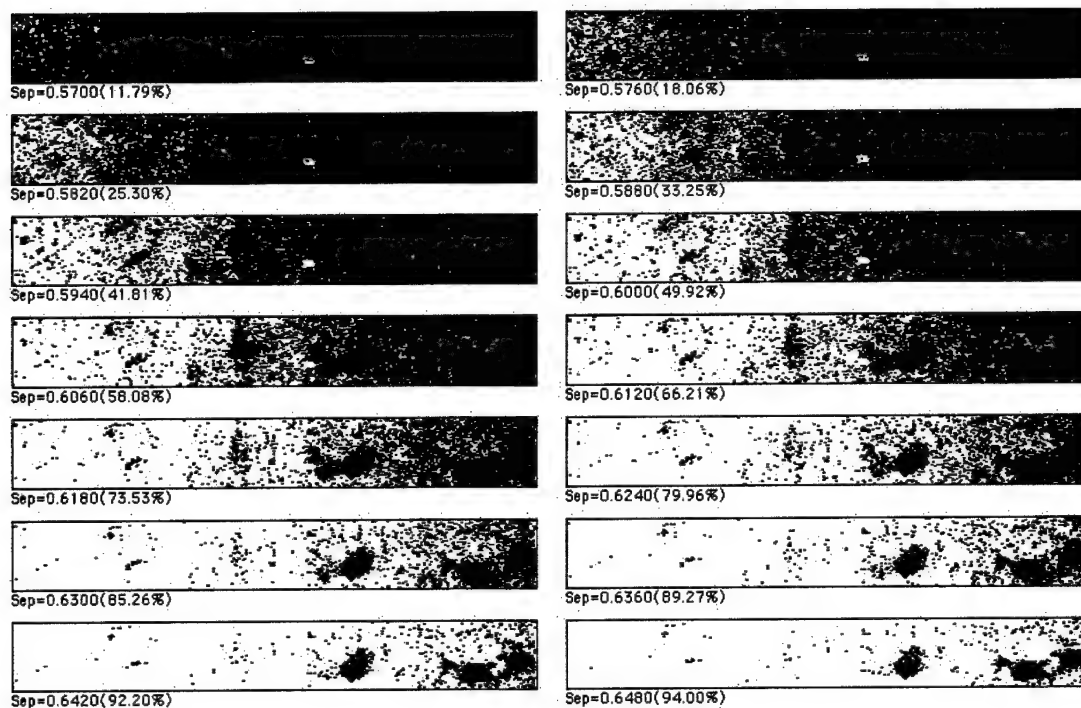 Sep=0.5700(11.79%)
Sep=0.5760(18.06%)
Sep=0.5820(25.30%)
Sep=0.5880(33.25%)
Sep=0.5940(41.81%)
Sep=0.6000(49.92%)
Sep=0.6060(58.08%)
Sep=0.6120(66.21%)
Sep=0.6180(73.53%)
Sep=0.6240(79.96%)
Sep=0.6300(85.26%)
Sep=0.6360(89.27%)
Sep=0.6420(92.20%)
Sep=0.6480(94.00%)